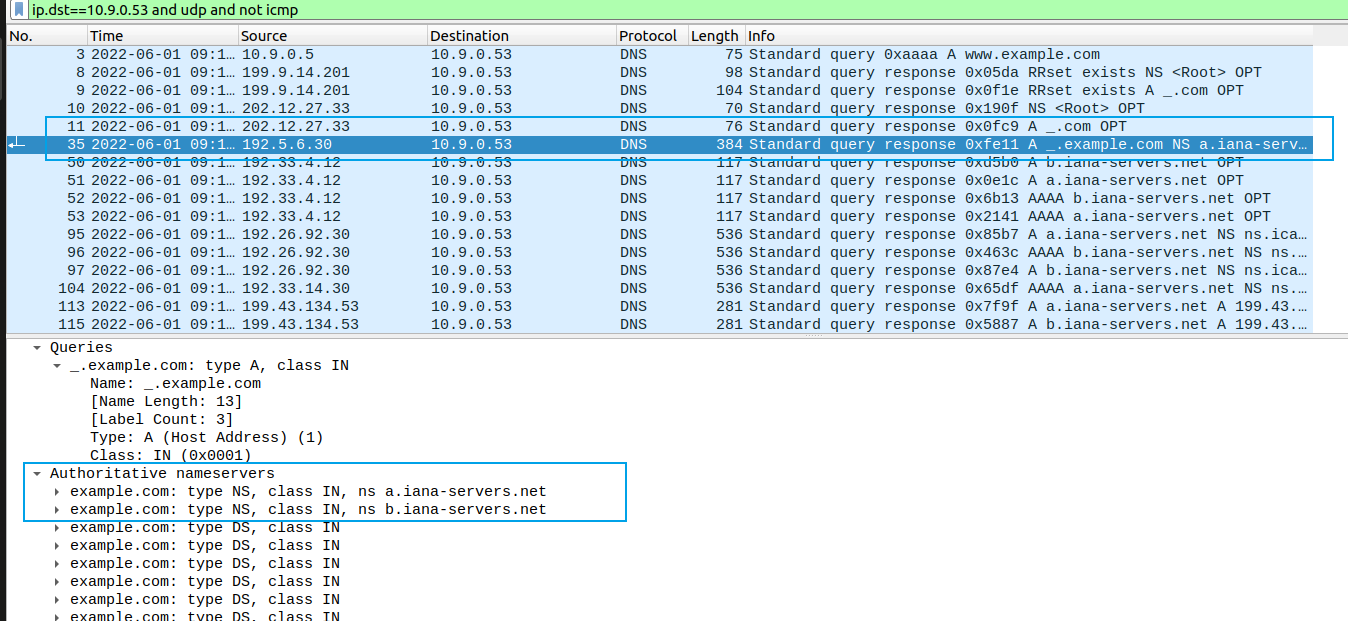 ip.dst==10.9.0.53 and udp and not icmp
No. Time Source Destination Protocol Length Info
3 2022-06-01 09:1… 10.9.0.5 10.9.0.53 DNS 75 Standard query 0xaaaa A www.example.com
8 2022-06-01 09:1… 199.9.14.201 10.9.0.53 DNS 98 Standard query response 0x05da RRset exists NS <Root> OPT
9 2022-06-01 09:1… 199.9.14.201 10.9.0.53 DNS 104 Standard query response 0x0f1e RRset exists A _.com OPT
10 2022-06-01 09:1… 202.12.27.33 10.9.0.53 DNS 70 Standard query response 0x190f NS <Root> OPT
11 2022-06-01 09:1… 202.12.27.33 10.9.0.53 DNS 76 Standard query response 0x0fc9 A _.com OPT
35 2022-06-01 09:1… 192.5.6.30 10.9.0.53 DNS 384 Standard query response 0xfe11 A _.example.com NS a.iana-serv…
50 2022-06-01 09:1… 192.33.4.12 10.9.0.53 DNS 117 Standard query response 0xd5b0 A b.iana-servers.net OPT
51 2022-06-01 09:1… 192.33.4.12 10.9.0.53 DNS 117 Standard query response 0x0e1c A a.iana-servers.net OPT
52 2022-06-01 09:1… 192.33.4.12 10.9.0.53 DNS 117 Standard query response 0x6b13 AAAA b.iana-servers.net OPT
53 2022-06-01 09:1… 192.33.4.12 10.9.0.53 DNS 117 Standard query response 0x2141 AAAA a.iana-servers.net OPT
95 2022-06-01 09:1… 192.26.92.30 10.9.0.53 DNS 536 Standard query response 0x85b7 A a.iana-servers.net NS ns.ica…
96 2022-06-01 09:1… 192.26.92.30 10.9.0.53 DNS 536 Standard query response 0x463c AAAA b.iana-servers.net NS ns.…
97 2022-06-01 09:1… 192.26.92.30 10.9.0.53 DNS 536 Standard query response 0x87e4 A b.iana-servers.net NS ns.ica…
104 2022-06-01 09:1… 192.33.14.30 10.9.0.53 DNS 536 Standard query response 0x65df AAAA a.iana-servers.net NS ns.…
113 2022-06-01 09:1… 199.43.134.53 10.9.0.53 DNS 281 Standard query response 0x7f9f A a.iana-servers.net A 199.43.…
115 2022-06-01 09:1… 199.43.134.53 10.9.0.53 DNS 281 Standard query response 0x5887 A b.iana-servers.net A 199.43.…
Queries
_.example.com: type A, class IN
Name: _.example.com
[Name Length: 13]
[Label Count: 3]
Type: A (Host Address) (1)
Class: IN (0x0001)
Authoritative nameservers
example.com: type NS, class IN, ns a.iana-servers.net
example.com: type NS, class IN, ns b.iana-servers.net
example.com: type DS, class IN
example.com: type DS, class IN
example.com: type DS, class IN
example.com: type DS, class IN
example.com: type DS, class IN
example.com: type DS, class IN